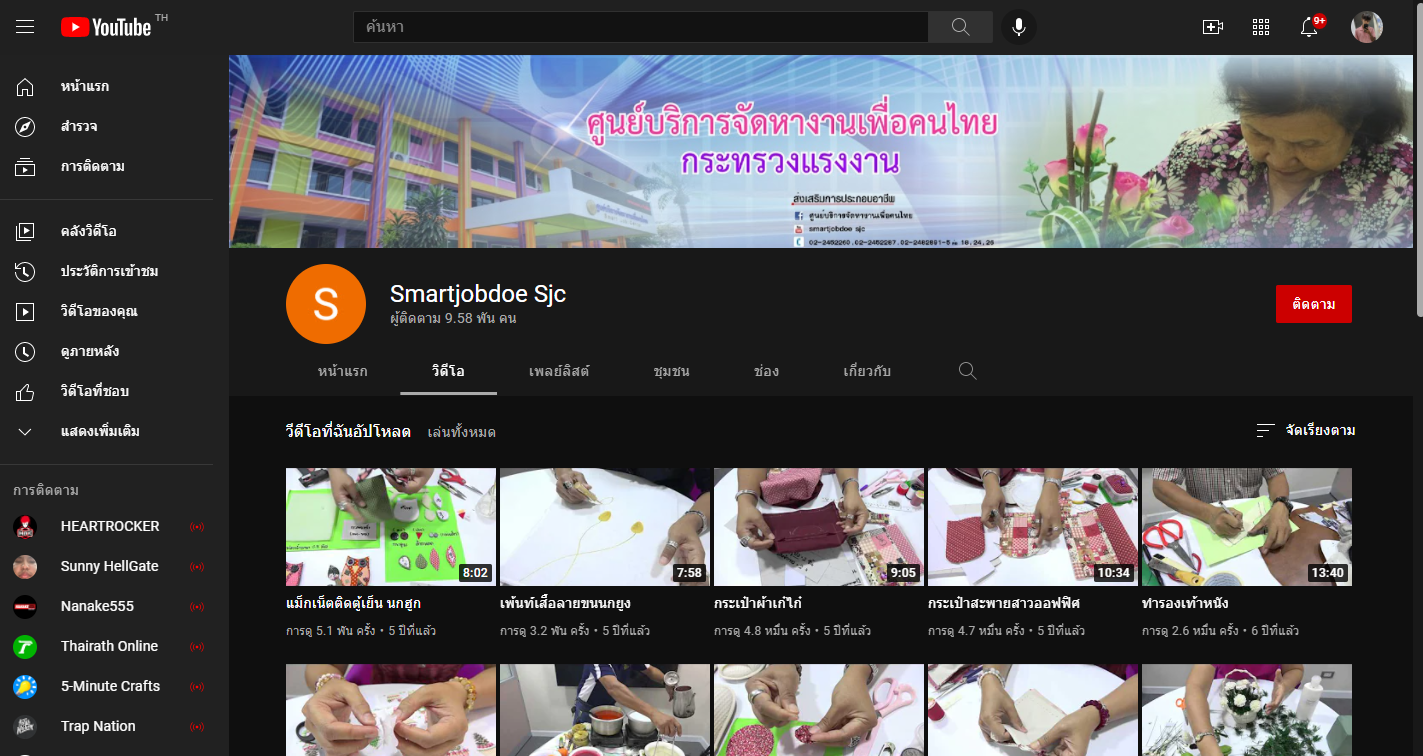 YouTube TH
ค้นหา
9+
หน้าแรก
สำรวจ
การติดตาม
คลังวิดีโอ
ประวัติการเข้าชม
วิดีโอของคุณ
ดูภายหลัง
วิดีโอที่ชอบ
แสดงเพิ่มเติม
การติดตาม
HEARTROCKER
Sunny HellGate
Nanake555
Thairath Online
5-Minute Crafts
Trap Nation
ศูนย์บริการจัดหางานเพื่อคนไทย
กระทรวงแรงงาน
ส่งเสริมการประกอบอาชีพ
ศูนย์บริการจัดหางานเพื่อคนไทย
smartjobdoe sjc
S
Smartjobdoe Sjc
ผู้ติดตาม 9.58 พัน คน
ติดตาม
หน้าแรก วิดีโอ เพลย์ลิสต์ ชุมชน ช่อง เกี่ยวกับ
วิดีโอที่ฉันอัปโหลด เล่นทั้งหมด จัดเรียงตาม
8:02 7:58 9:05 10:34 13:40
แม็กเน็ตติดตู้เย็น นกฮูก
การดู 5.1 พัน ครั้ง • 5 ปีที่แล้ว
เพ้นท์เสื้อลายขนนกยูง
การดู 3.2 พัน ครั้ง • 5 ปีที่แล้ว
กระเป๋าผ้าเก๋ไก๋
การดู 4.8 หมื่น ครั้ง • 5 ปีที่แล้ว
กระเป๋าสะพายสาวออฟฟิศ
การดู 4.7 หมื่น ครั้ง • 5 ปีที่แล้ว
ทำรองเท้าหนัง
การดู 2.6 หมื่น ครั้ง • 6 ปีที่แล้ว